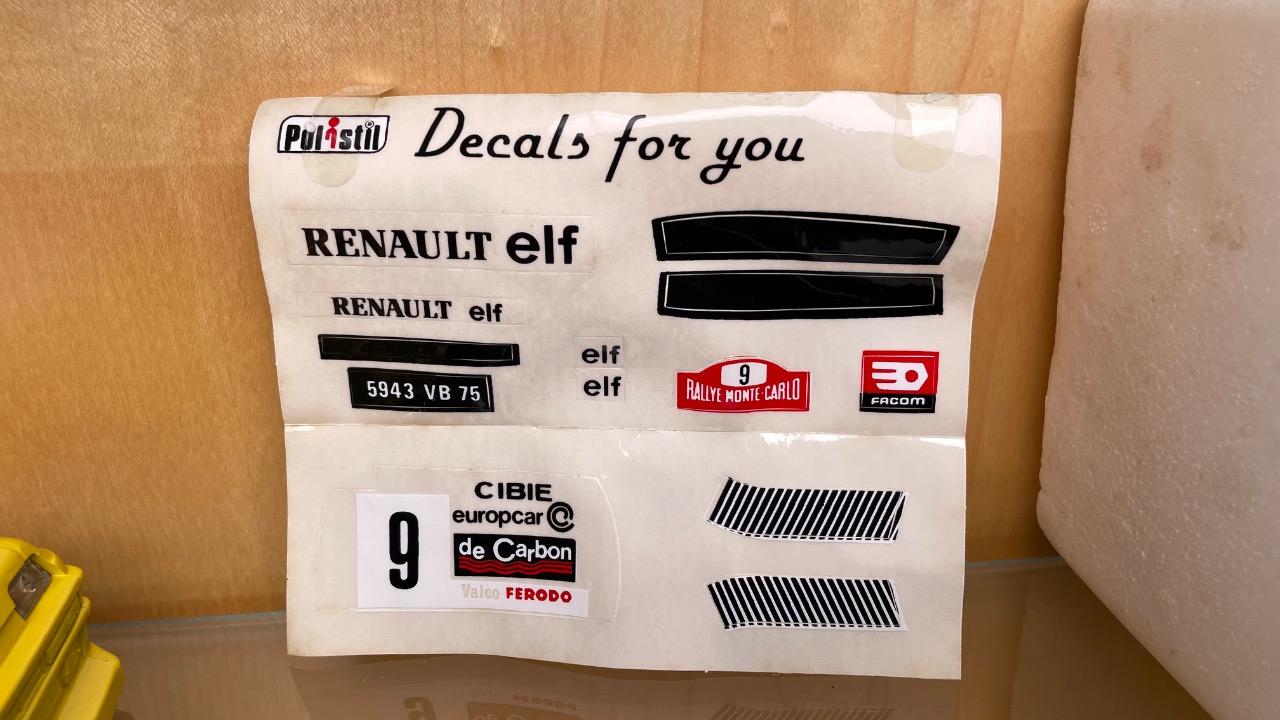 Polistil
Decals for you
RENAULT elf
RENAULT elf
elf
elf
5943 VB 75
9
RALLYE MONTE-CARLO
FACOM
9
CIBIE
europcar
de Carbon
Valeo FERODO